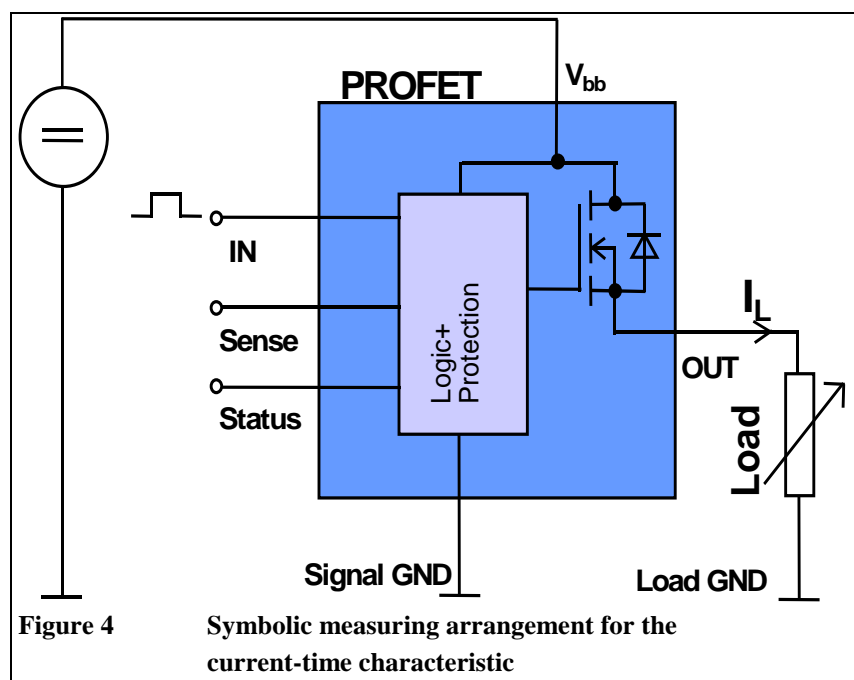 PROFET
Vbb
IN
Sense
Status
Logic+
Protection
IL
OUT
Load
Signal GND
Load GND
Figure 4 Symbolic measuring arrangement for the
current-time characteristic